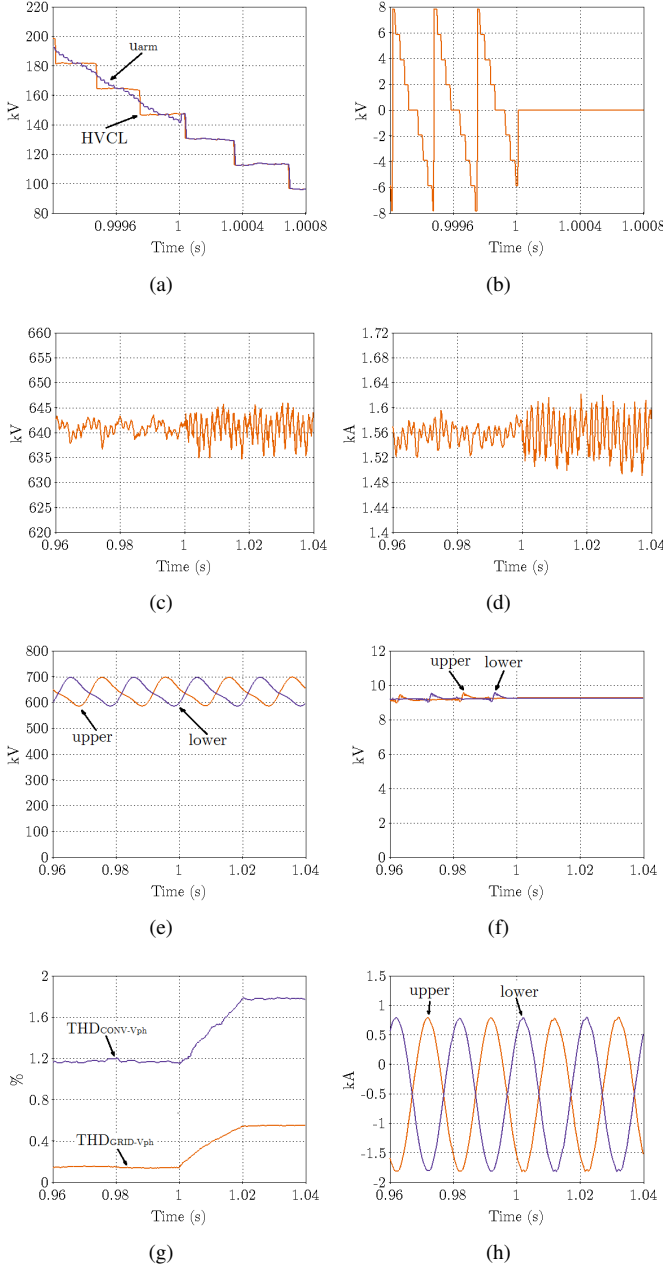 220
200
180
160
140
120
100
80
kV
uarm
HVCL
0.9996 1 1.0004 1.0008
Time (s)
(a)
8
6
4
2
0
-2
-4
-6
-8
kV
0.9996 1 1.0004 1.0008
Time (s)
(b)
660
655
650
645
640
635
630
625
620
kV
0.96 0.98 1 1.02 1.04
Time (s)
(c)
1.72
1.68
1.64
1.6
1.56
1.52
1.48
1.44
1.4
kA
0.96 0.98 1 1.02 1.04
Time (s)
(d)
800
700
600
500
400
300
200
100
0
kV
upper
lower
0.96 0.98 1 1.02 1.04
Time (s)
(e)
12
10
8
6
4
2
0
kV
upper lower
0.96 0.98 1 1.02 1.04
Time (s)
(f)
2
1.6
1.2
0.8
0.4
0
%
THDCONV-Vph
THDGRID-Vph
0.96 0.98 1 1.02 1.04
Time (s)
(g)
1.5
1
0.5
0
-0.5
-1
-1.5
-2
kA
upper
lower
0.96 0.98 1 1.02 1.04
Time (s)
(h)